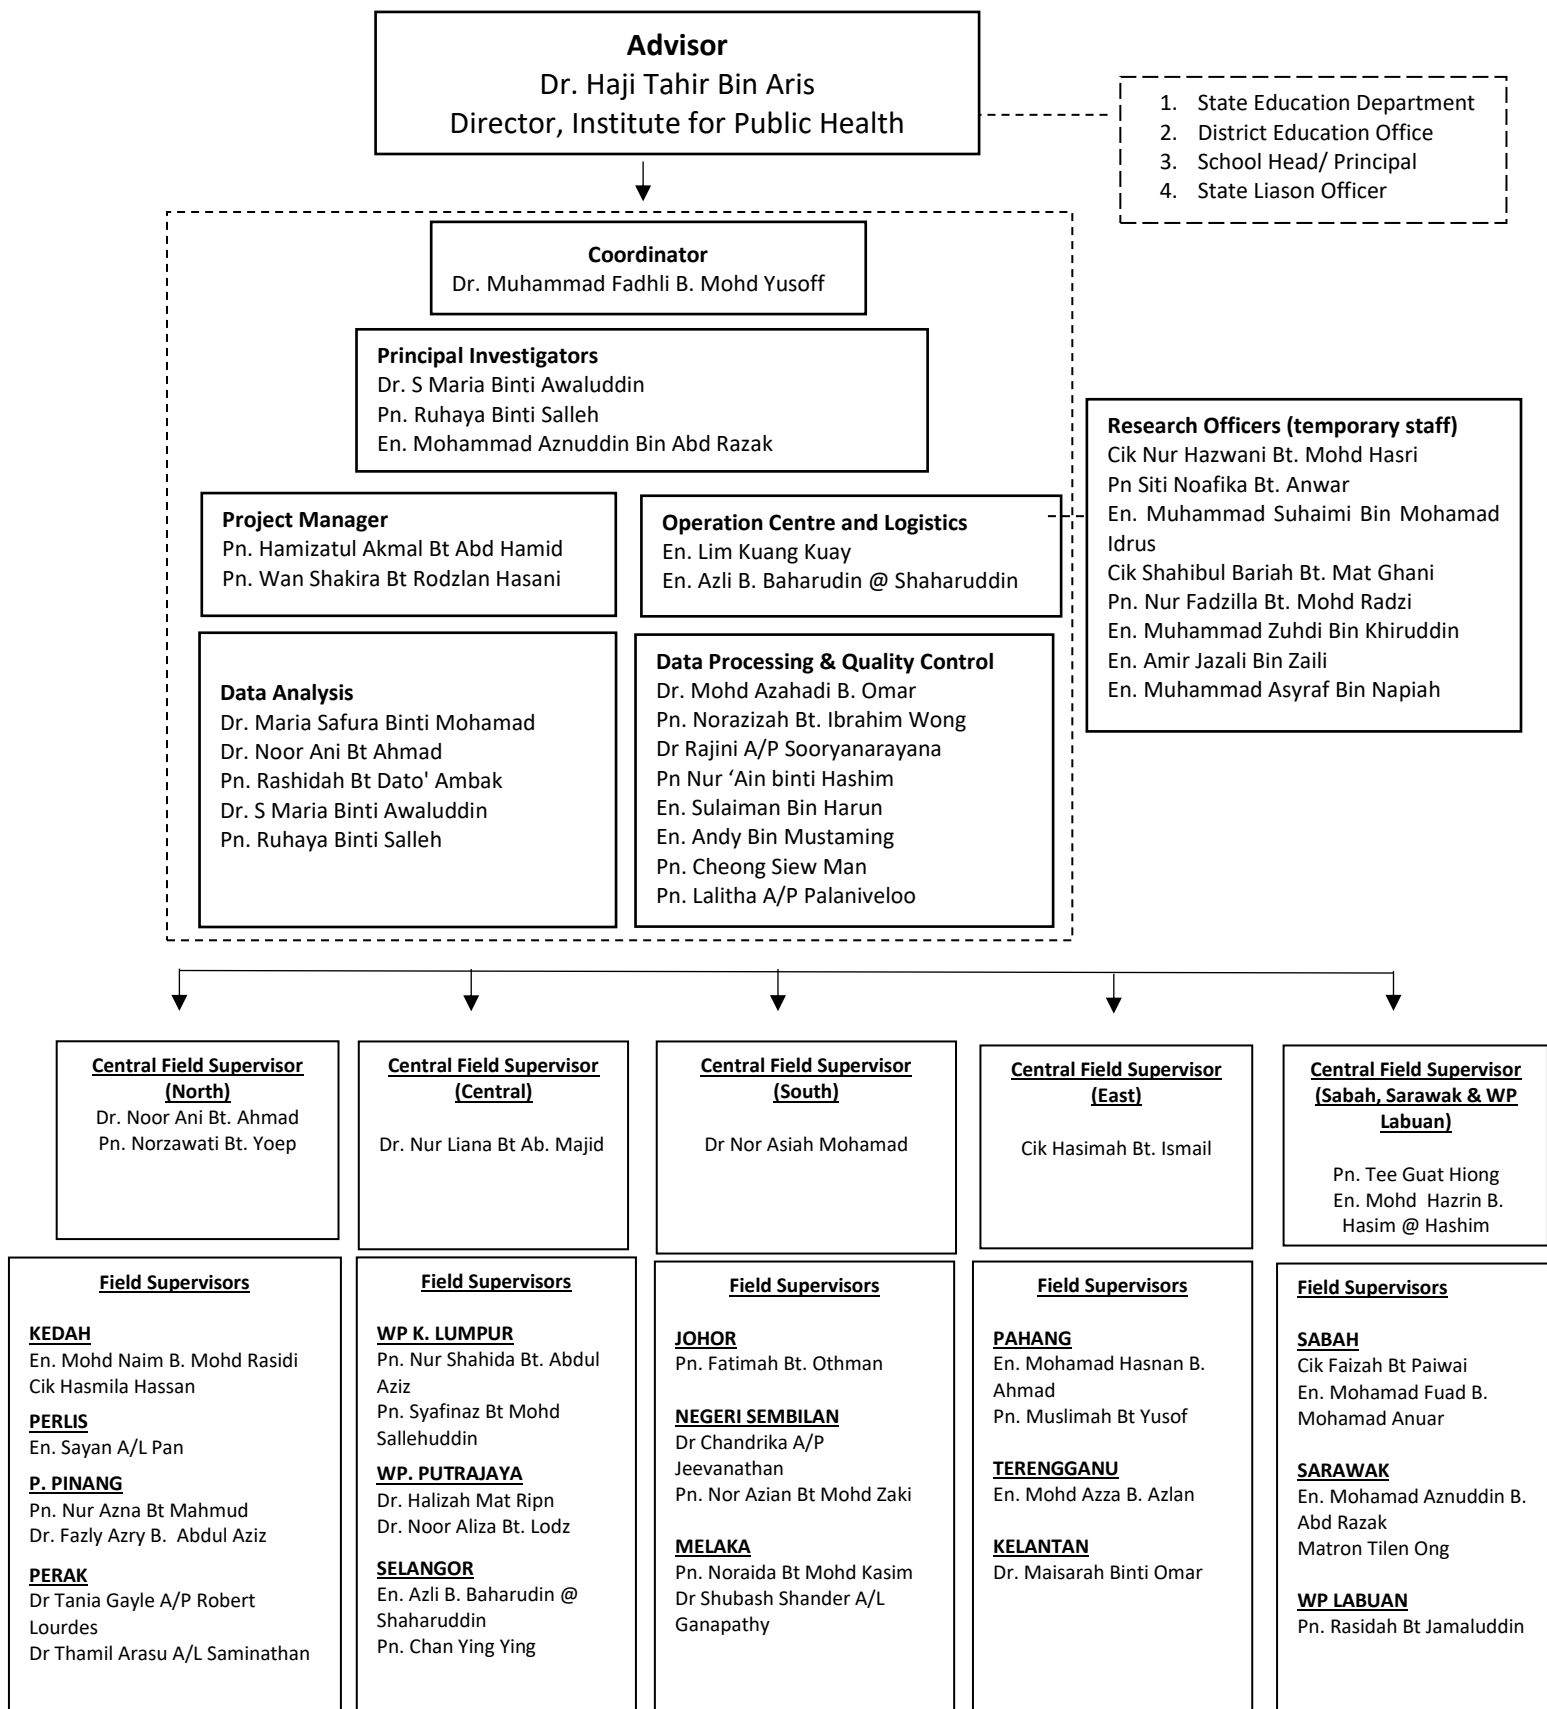 Advisor
Dr. Haji Tahir Bin Aris
Director, Institute for Public Health
1. State Education Department
2. District Education Office
3. School Head/ Principal
4. State Liason Officer
Coordinator
Dr. Muhammad Fadhli B. Mohd Yusoff
Principal Investigators
Dr. S Maria Binti Awaluddin
Pn. Ruhaya Binti Salleh
En. Mohammad Aznuddin Bin Abd Razak
Research Officers (temporary staff)
Cik Nur Hazwani Bt. Mohd Hasri
Pn Siti Noafika Bt. Anwar
En. Muhammad Suhaimi Bin Mohamad
Idrus
Cik Shahibul Bariah Bt. Mat Ghani
Pn. Nur Fadzilla Bt. Mohd Radzi
En. Muhammad Zuhdi Bin Khiruddin
En. Amir Jazali Bin Zaili
En. Muhammad Asyraf Bin Napiah
Project Manager
Pn. Hamizatul Akmal Bt Abd Hamid
Pn. Wan Shakira Bt Rodzlan Hasani
Operation Centre and Logistics
En. Lim Kuang Kuay
En. Azli B. Baharudin @ Shaharuddin
Data Analysis
Dr. Maria Safura Binti Mohamad
Dr. Noor Ani Bt Ahmad
Pn. Rashidah Bt Dato' Ambak
Dr. S Maria Binti Awaluddin
Pn. Ruhaya Binti Salleh
Data Processing & Quality Control
Dr. Mohd Azahadi B. Omar
Pn. Norazizah Bt. Ibrahim Wong
Dr Rajini A/P Sooryanarayana
Pn Nur ‘Ain binti Hashim
En. Sulaiman Bin Harun
En. Andy Bin Mustaming
Pn. Cheong Siew Man
Pn. Lalitha A/P Palaniveloo
Central Field Supervisor
(North)
Dr. Noor Ani Bt. Ahmad
Pn. Norzawati Bt. Yoep
Central Field Supervisor
(Central)
Dr. Nur Liana Bt Ab. Majid
Central Field Supervisor
(South)
Dr Nor Asiah Mohamad
Central Field Supervisor
(East)
Cik Hasimah Bt. Ismail
Central Field Supervisor
(Sabah, Sarawak & WP
Labuan)
Pn. Tee Guat Hiong
En. Mohd Hazrin B.
Hasim @ Hashim
Field Supervisors
KEDAH
En. Mohd Naim B. Mohd Rasidi
Cik Hasmila Hassan
PERLIS
En. Sayan A/L Pan
P. PINANG
Pn. Nur Azna Bt Mahmud
Dr. Fazly Azry B. Abdul Aziz
PERAK
Dr Tania Gayle A/P Robert
Lourdes
Dr Thamil Arasu A/L Saminathan
Field Supervisors
WP K. LUMPUR
Pn. Nur Shahida Bt. Abdul
Aziz
Pn. Syafinaz Bt Mohd
Sallehuddin
WP. PUTRAJAYA
Dr. Halizah Mat Ripn
Dr. Noor Aliza Bt. Lodz
SELANGOR
En. Azli B. Baharudin @
Shaharuddin
Pn. Chan Ying Ying
Field Supervisors
JOHOR
Pn. Fatimah Bt. Othman
NEGERI SEMBILAN
Dr Chandrika A/P
Jeevanathan
Pn. Nor Azian Bt Mohd Zaki
MELAKA
Pn. Noraida Bt Mohd Kasim
Dr Shubash Shander A/L
Ganapathy
Field Supervisors
PAHANG
En. Mohamad Hasnan B.
Ahmad
Pn. Muslimah Bt Yusof
TERENGGANU
En. Mohd Azza B. Azlan
KELANTAN
Dr. Maisarah Binti Omar
Field Supervisors
SABAH
Cik Faizah Bt Paiwai
En. Mohamad Fuad B.
Mohamad Anuar
SARAWAK
En. Mohamad Aznuddin B.
Abd Razak
Matron Tilen Ong
WP LABUAN
Pn. Rasidah Bt Jamaluddin